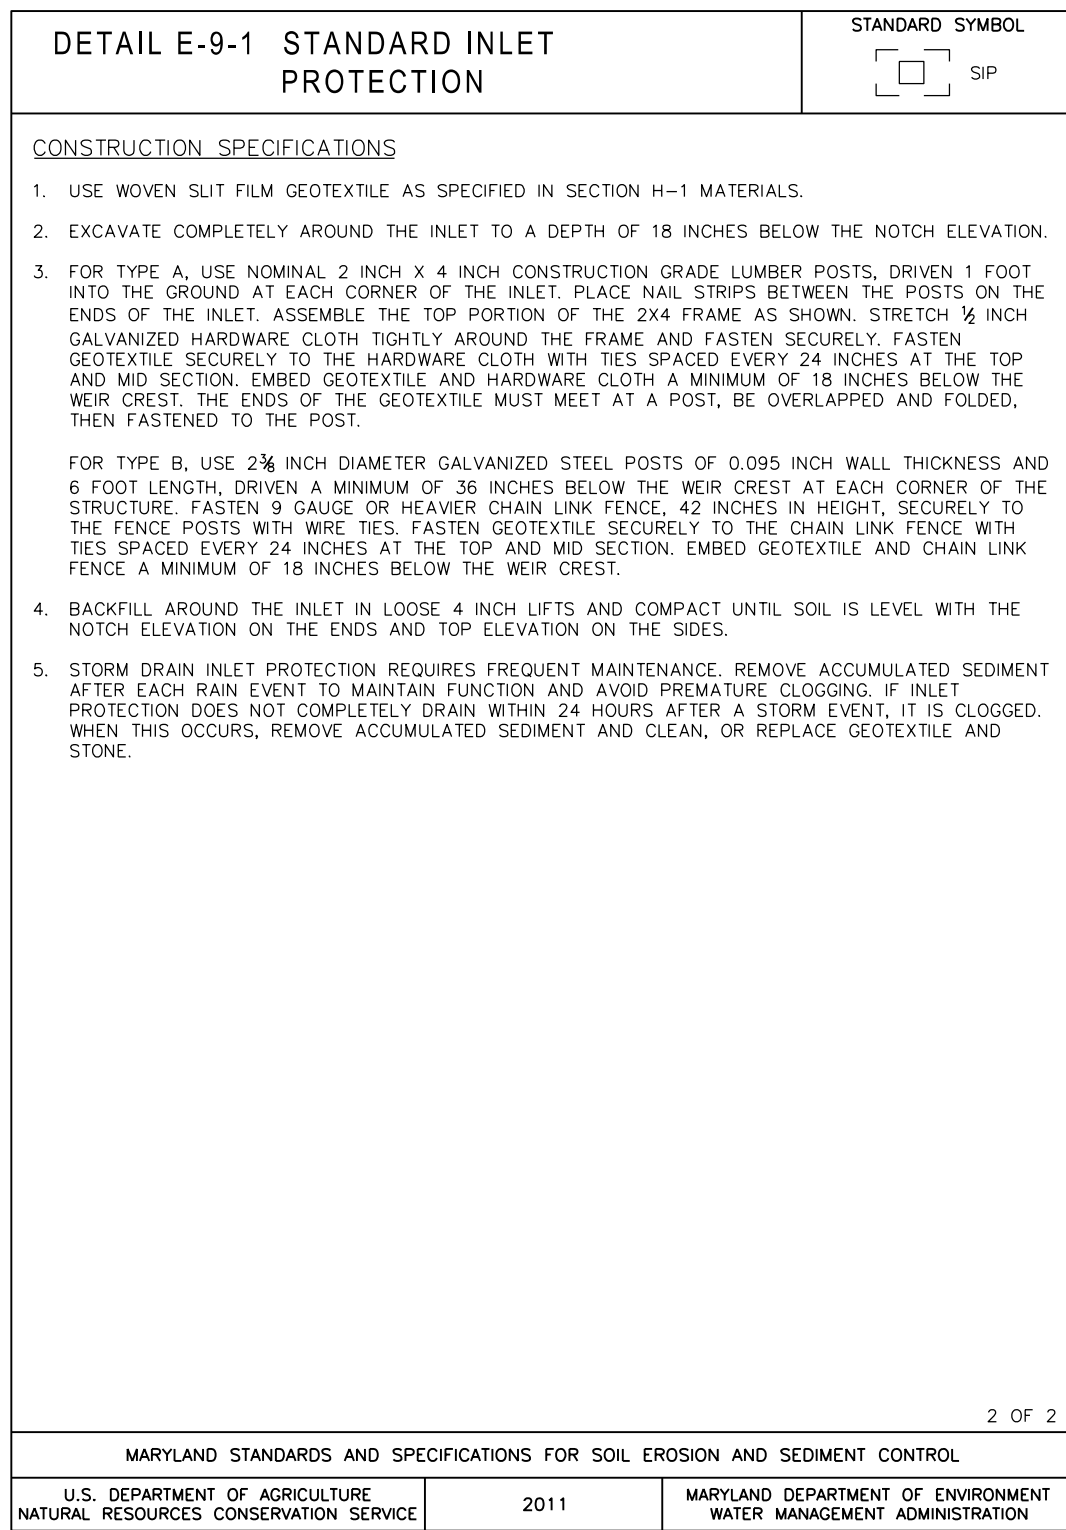 DETAIL E-9-1 STANDARD INLET
PROTECTION
STANDARD SYMBOL
SIP
CONSTRUCTION SPECIFICATIONS
1. USE WOVEN SLIT FILM GEOTEXTILE AS SPECIFIED IN SECTION H-1 MATERIALS.
2. EXCAVATE COMPLETELY AROUND THE INLET TO A DEPTH OF 18 INCHES BELOW THE NOTCH ELEVATION.
3. FOR TYPE A, USE NOMINAL 2 INCH X 4 INCH CONSTRUCTION GRADE LUMBER POSTS, DRIVEN 1 FOOT
INTO THE GROUND AT EACH CORNER OF THE INLET. PLACE NAIL STRIPS BETWEEN THE POSTS ON THE
ENDS OF THE INLET. ASSEMBLE THE TOP PORTION OF THE 2X4 FRAME AS SHOWN. STRETCH ½ INCH
GALVANIZED HARDWARE CLOTH TIGHTLY AROUND THE FRAME AND FASTEN SECURELY. FASTEN
GEOTEXTILE SECURELY TO THE HARDWARE CLOTH WITH TIES SPACED EVERY 24 INCHES AT THE TOP
AND MID SECTION. EMBED GEOTEXTILE AND HARDWARE CLOTH A MINIMUM OF 18 INCHES BELOW THE
WEIR CREST. THE ENDS OF THE GEOTEXTILE MUST MEET AT A POST, BE OVERLAPPED AND FOLDED,
THEN FASTENED TO THE POST.
FOR TYPE B, USE 2⅜ INCH DIAMETER GALVANIZED STEEL POSTS OF 0.095 INCH WALL THICKNESS AND
6 FOOT LENGTH, DRIVEN A MINIMUM OF 36 INCHES BELOW THE WEIR CREST AT EACH CORNER OF THE
STRUCTURE. FASTEN 9 GAUGE OR HEAVIER CHAIN LINK FENCE, 42 INCHES IN HEIGHT, SECURELY TO
THE FENCE POSTS WITH WIRE TIES. FASTEN GEOTEXTILE SECURELY TO THE CHAIN LINK FENCE WITH
TIES SPACED EVERY 24 INCHES AT THE TOP AND MID SECTION. EMBED GEOTEXTILE AND CHAIN LINK
FENCE A MINIMUM OF 18 INCHES BELOW THE WEIR CREST.
4. BACKFILL AROUND THE INLET IN LOOSE 4 INCH LIFTS AND COMPACT UNTIL SOIL IS LEVEL WITH THE
NOTCH ELEVATION ON THE ENDS AND TOP ELEVATION ON THE SIDES.
5. STORM DRAIN INLET PROTECTION REQUIRES FREQUENT MAINTENANCE. REMOVE ACCUMULATED SEDIMENT
AFTER EACH RAIN EVENT TO MAINTAIN FUNCTION AND AVOID PREMATURE CLOGGING. IF INLET
PROTECTION DOES NOT COMPLETELY DRAIN WITHIN 24 HOURS AFTER A STORM EVENT, IT IS CLOGGED.
WHEN THIS OCCURS, REMOVE ACCUMULATED SEDIMENT AND CLEAN, OR REPLACE GEOTEXTILE AND
STONE.
2 OF 2
MARYLAND STANDARDS AND SPECIFICATIONS FOR SOIL EROSION AND SEDIMENT CONTROL
U.S. DEPARTMENT OF AGRICULTURE
NATURAL RESOURCES CONSERVATION SERVICE
2011
MARYLAND DEPARTMENT OF ENVIRONMENT
WATER MANAGEMENT ADMINISTRATION